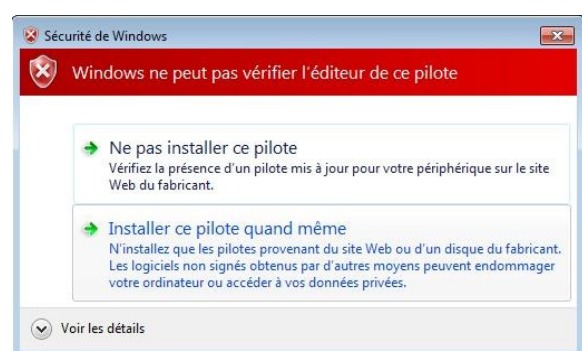 Sécurité de Windows
Windows ne peut pas vérifier l'éditeur de ce pilote
Ne pas installer ce pilote
Vérifiez la présence d'un pilote mis à jour pour votre périphérique sur le site
Web du fabricant.
Installer ce pilote quand même
N'installez que les pilotes provenant du site Web ou d'un disque du fabricant.
Les logiciels non signés obtenus par d'autres moyens peuvent endommager
votre ordinateur ou accéder à vos données privées.
Voir les détails